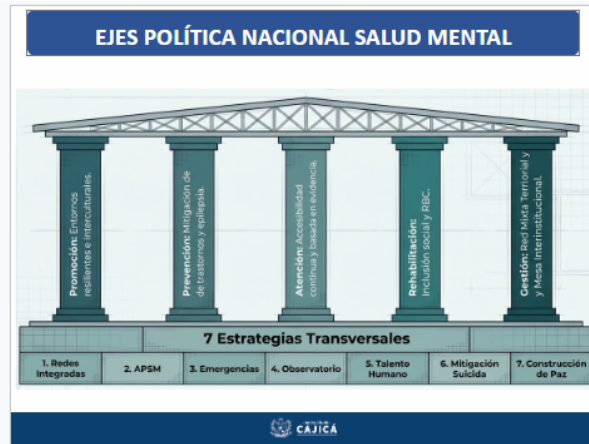 EJES POLÍTICA NACIONAL SALUD MENTAL
Promoción: Entornos
resilientes e interculturales.
Prevención: Mitigación de
de trastornos y epilepsia.
Atención: Accesibilidad
continua y basada en evidencia.
Rehabilitación:
Inclusión social y RBC.
Gestión: Red Mixta Terriorial y
y Mesa Interinstitucional.
7 Estrategias Transversales
1. Redes
Integradas
2. APSM
3. Emergencias
4. Observatorio
5. Talento
Humano
6. Mitigación
Suicida
7. Construcción
de Paz
CAJICÁ